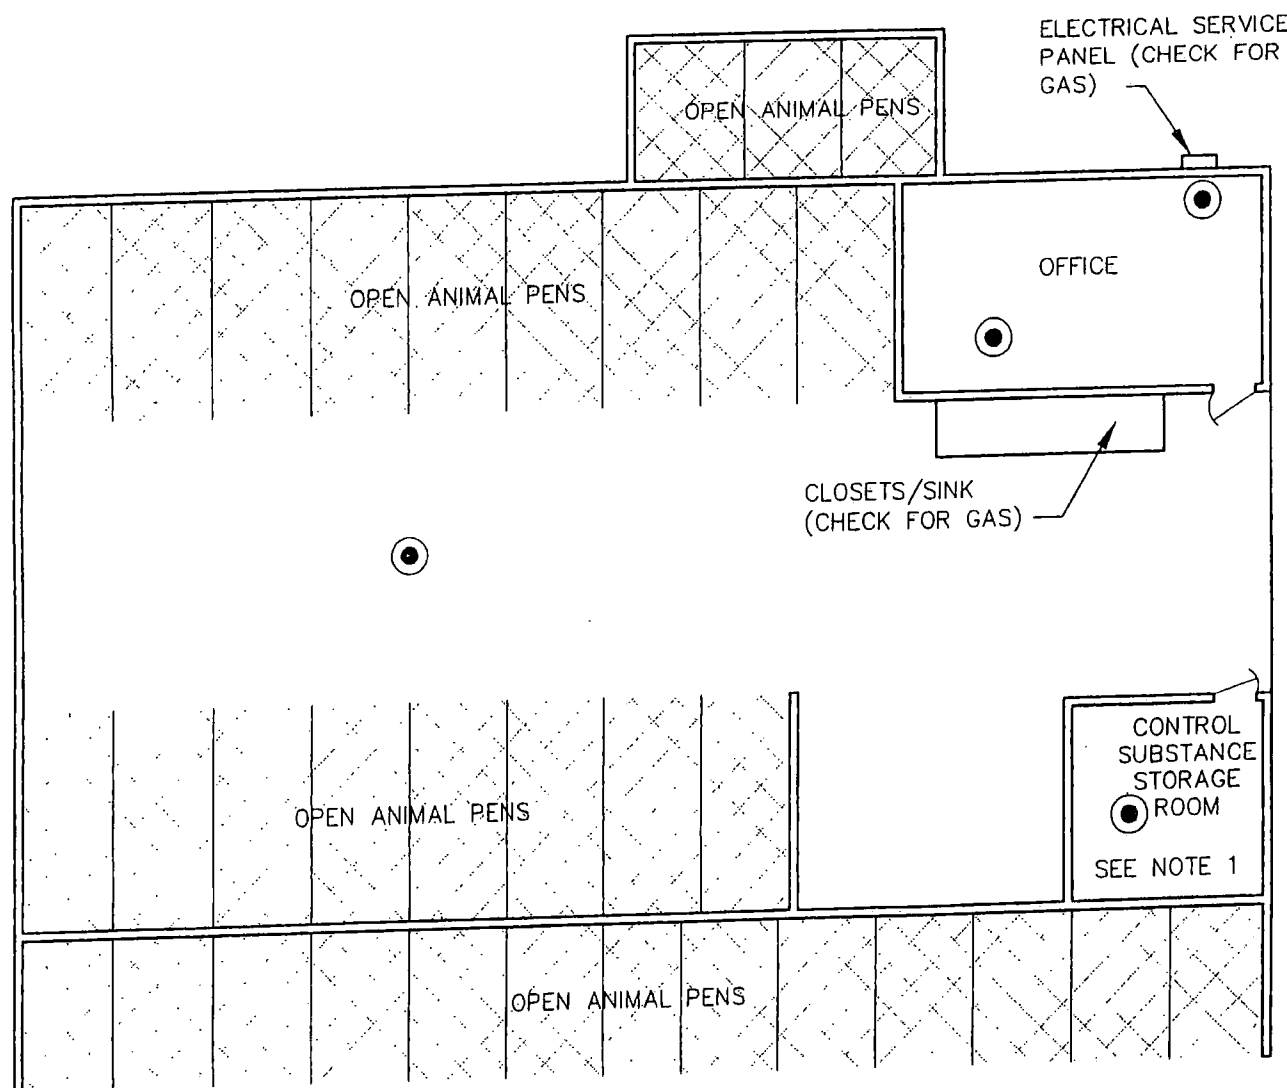 ELECTRICAL SERVICE
PANEL (CHECK FOR
GAS)
OPEN ANIMAL PENS
OFFICE
OPEN ANIMAL PENS
CLOSETS/SINK
(CHECK FOR GAS)
CONTROL
SUBSTANCE
STORAGE
ROOM
SEE NOTE 1
OPEN ANIMAL PENS
OPEN ANIMAL PENS